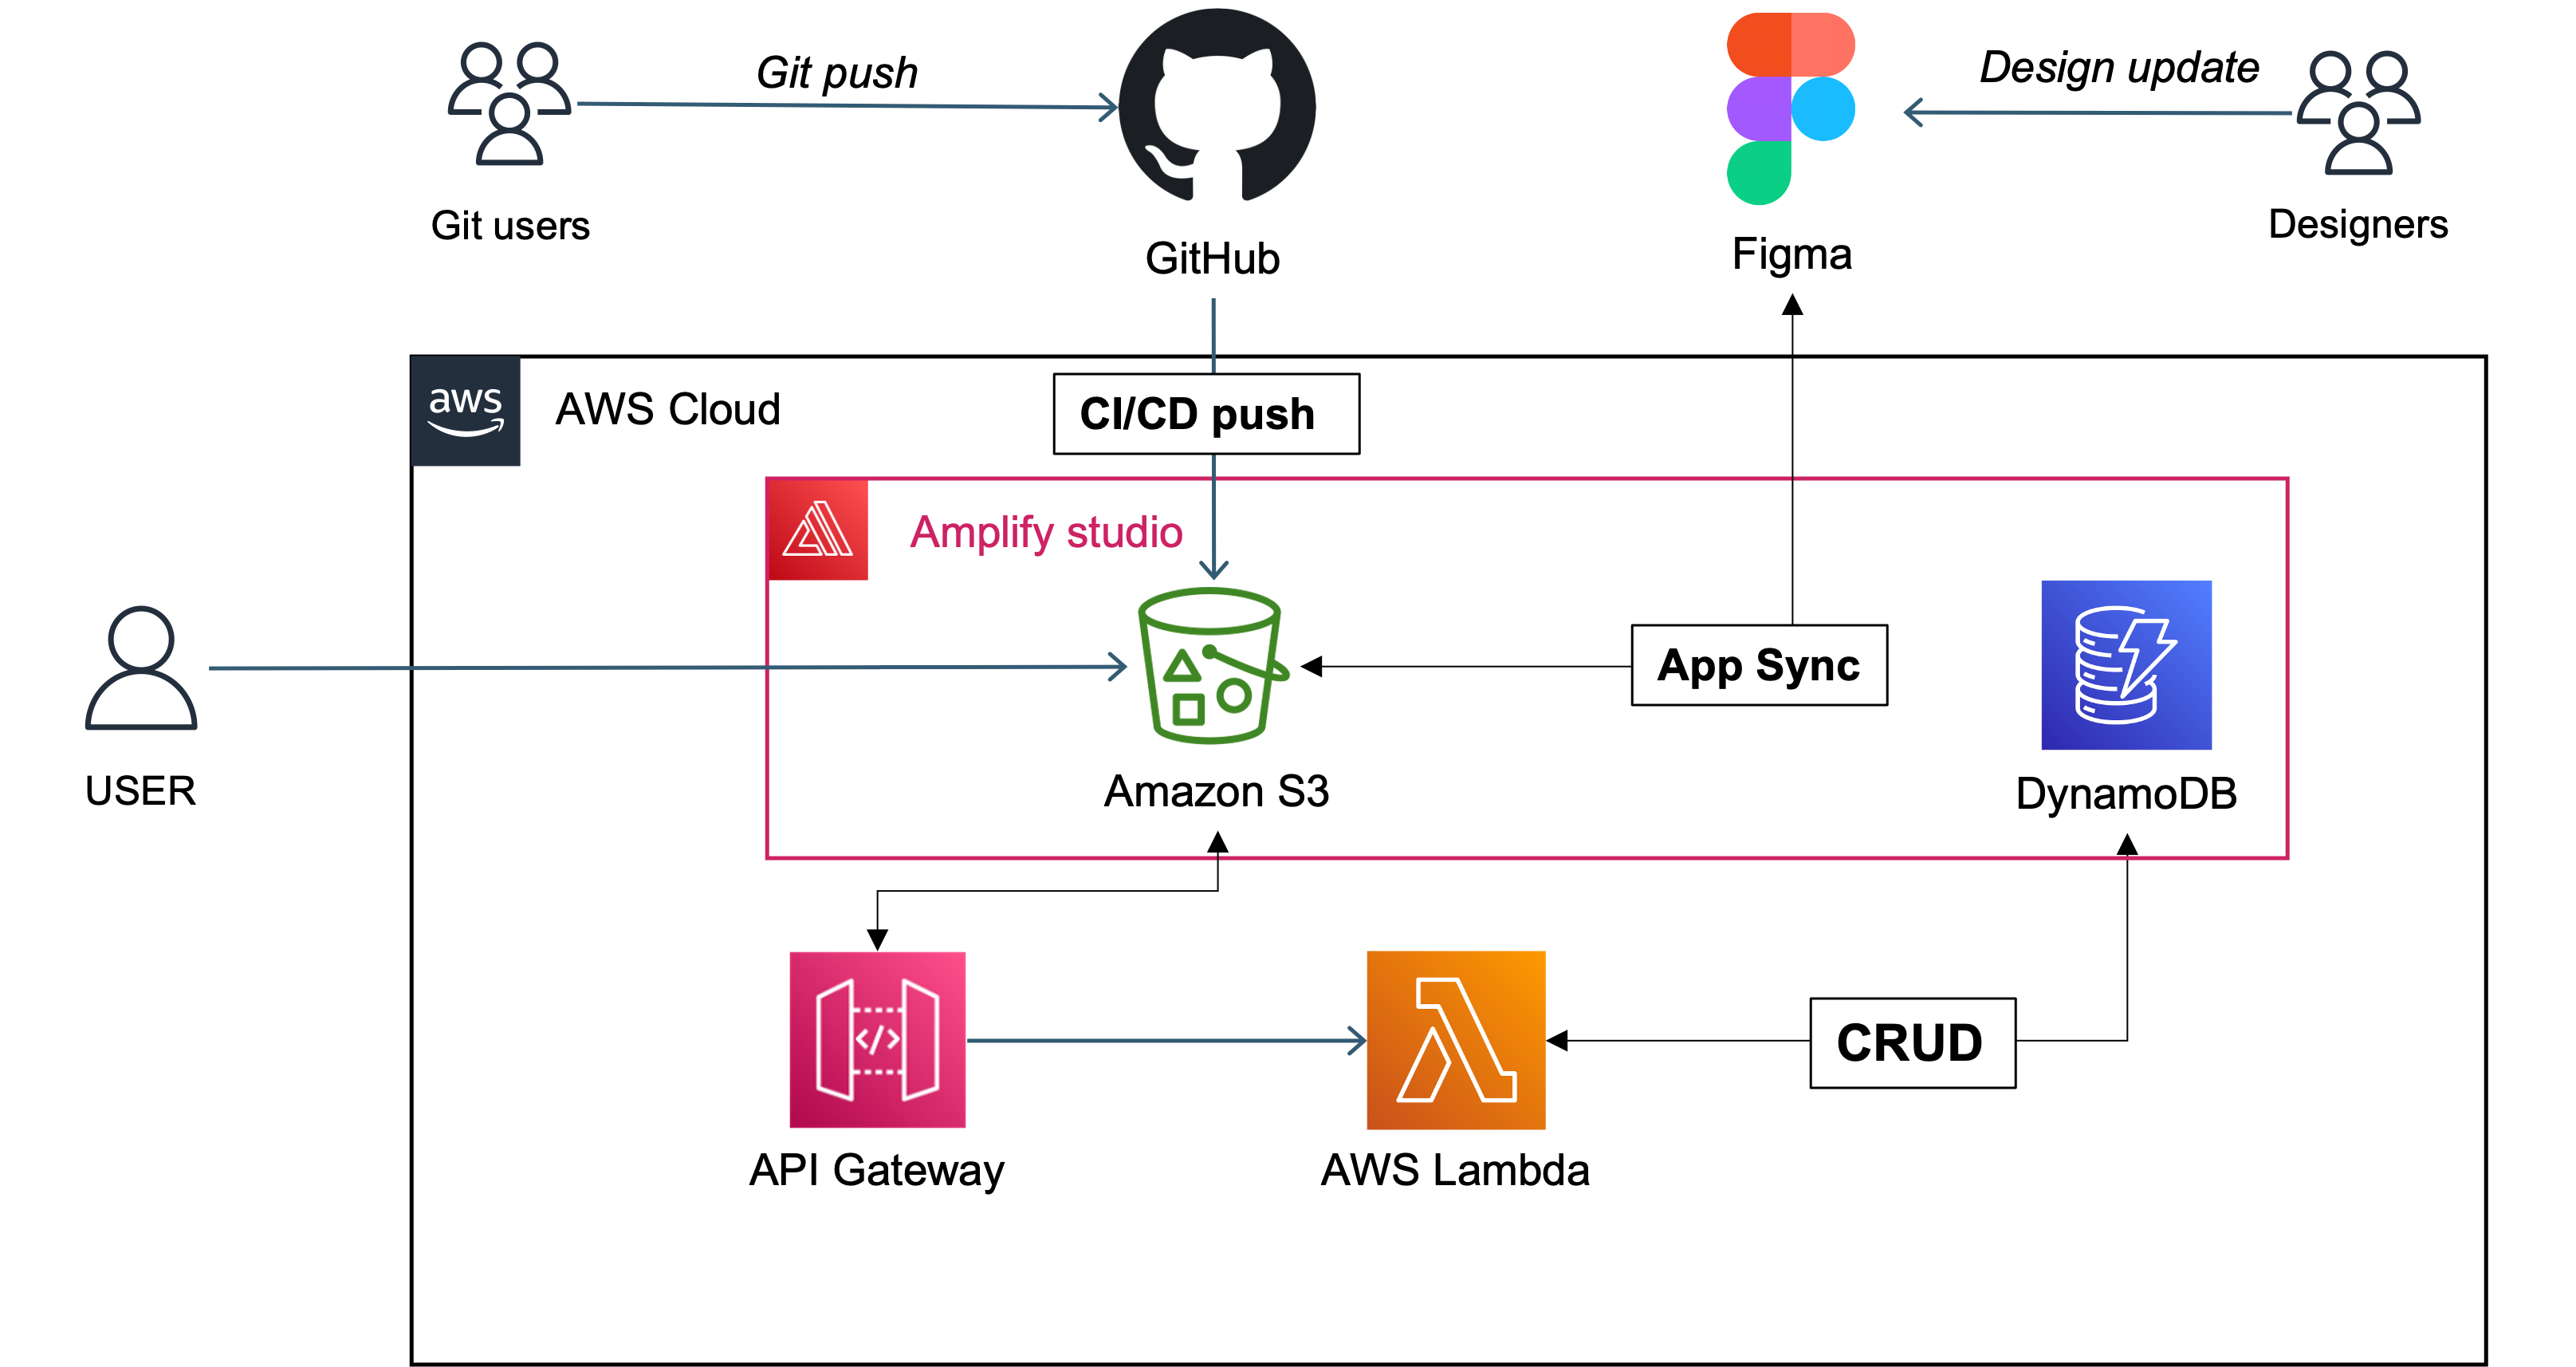 Git push
Design update
Git users
GitHub
Figma
Designers
aws
AWS Cloud
CI/CD push
Amplify studio
App Sync
USER
Amazon S3
DynamoDB
</>
CRUD
API Gateway
AWS Lambda